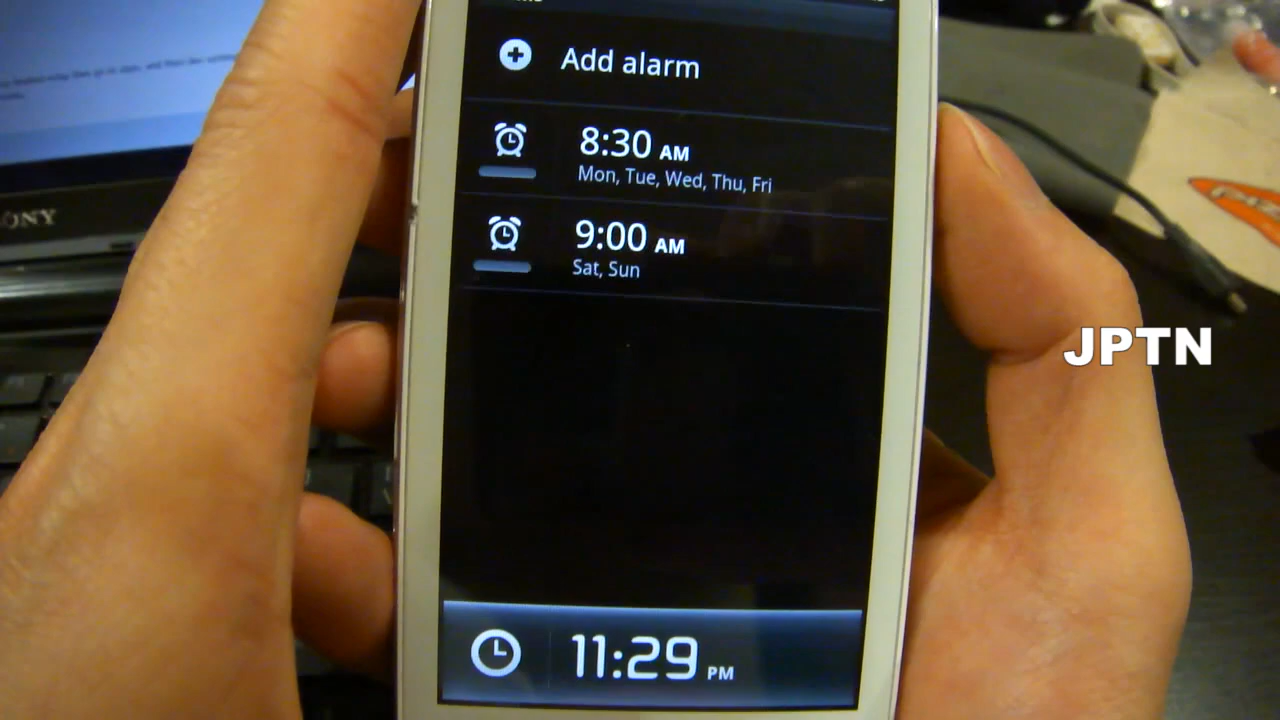 Add alarm
8:30 AM
Mon, Tue, Wed, Thu, Fri
9:00 AM
Sat, Sun
11:29 PM
SONY
JPTN